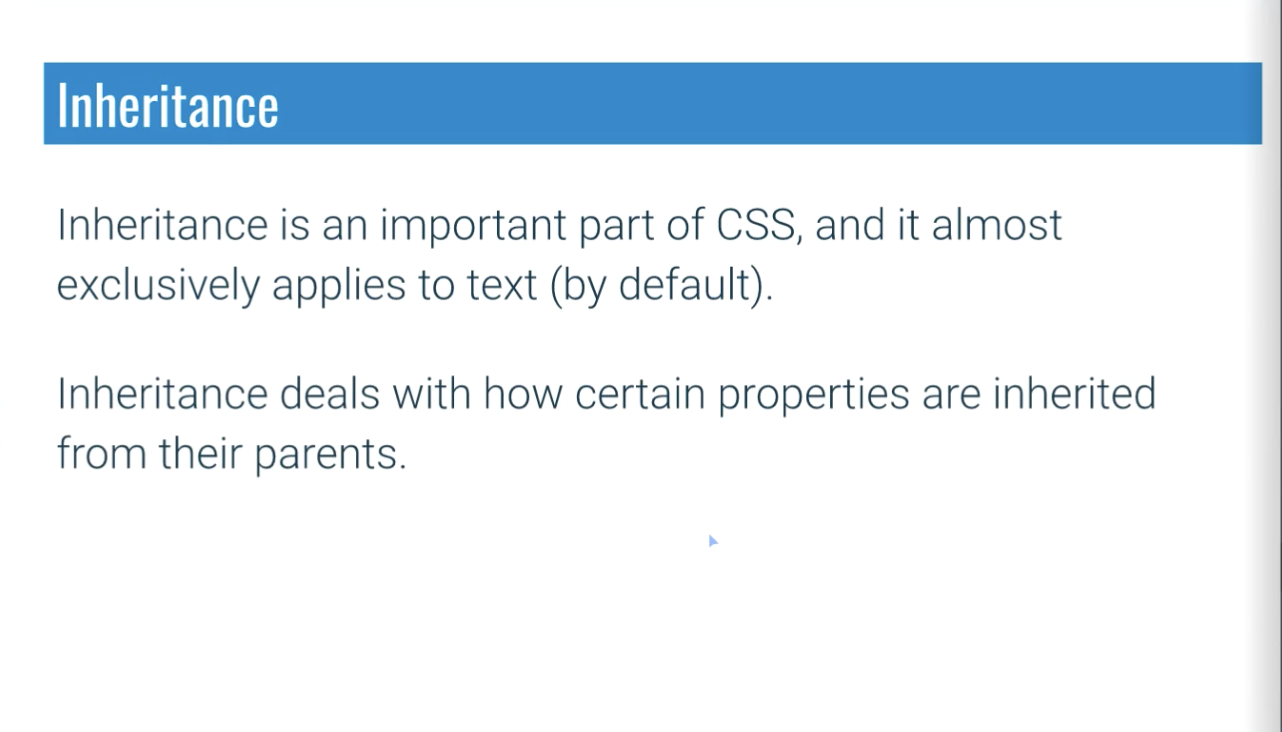 Inheritance
Inheritance is an important part of CSS, and it almost
exclusively applies to text (by default).
Inheritance deals with how certain properties are inherited
from their parents.